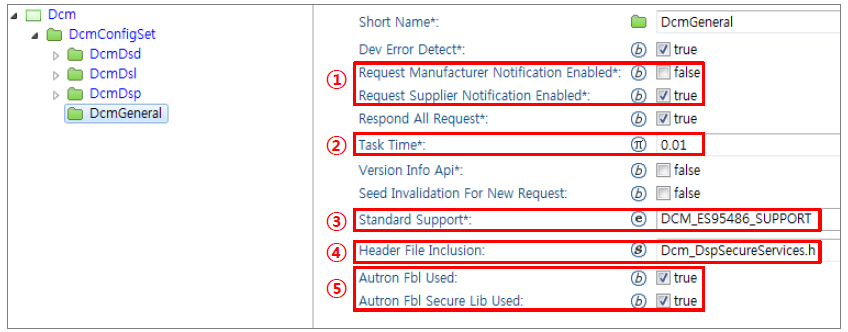 Dcm
DcmConfigSet
DcmDsd
DcmDsl
DcmDsp
DcmGeneral
Short Name*: DcmGeneral
Dev Error Detect*: b true
① Request Manufacturer Notification Enabled*: b false
Request Supplier Notification Enabled*: b true
Respond All Request*: b true
② Task Time*: π 0.01
Version Info Api*: b false
Seed Invalidation For New Request: b false
③ Standard Support*: e DCM_ES95486_SUPPORT
④ Header File Inclusion: s Dcm_DspSecureServices.h
⑤ Autron Fbl Used: b true
Autron Fbl Secure Lib Used: b true